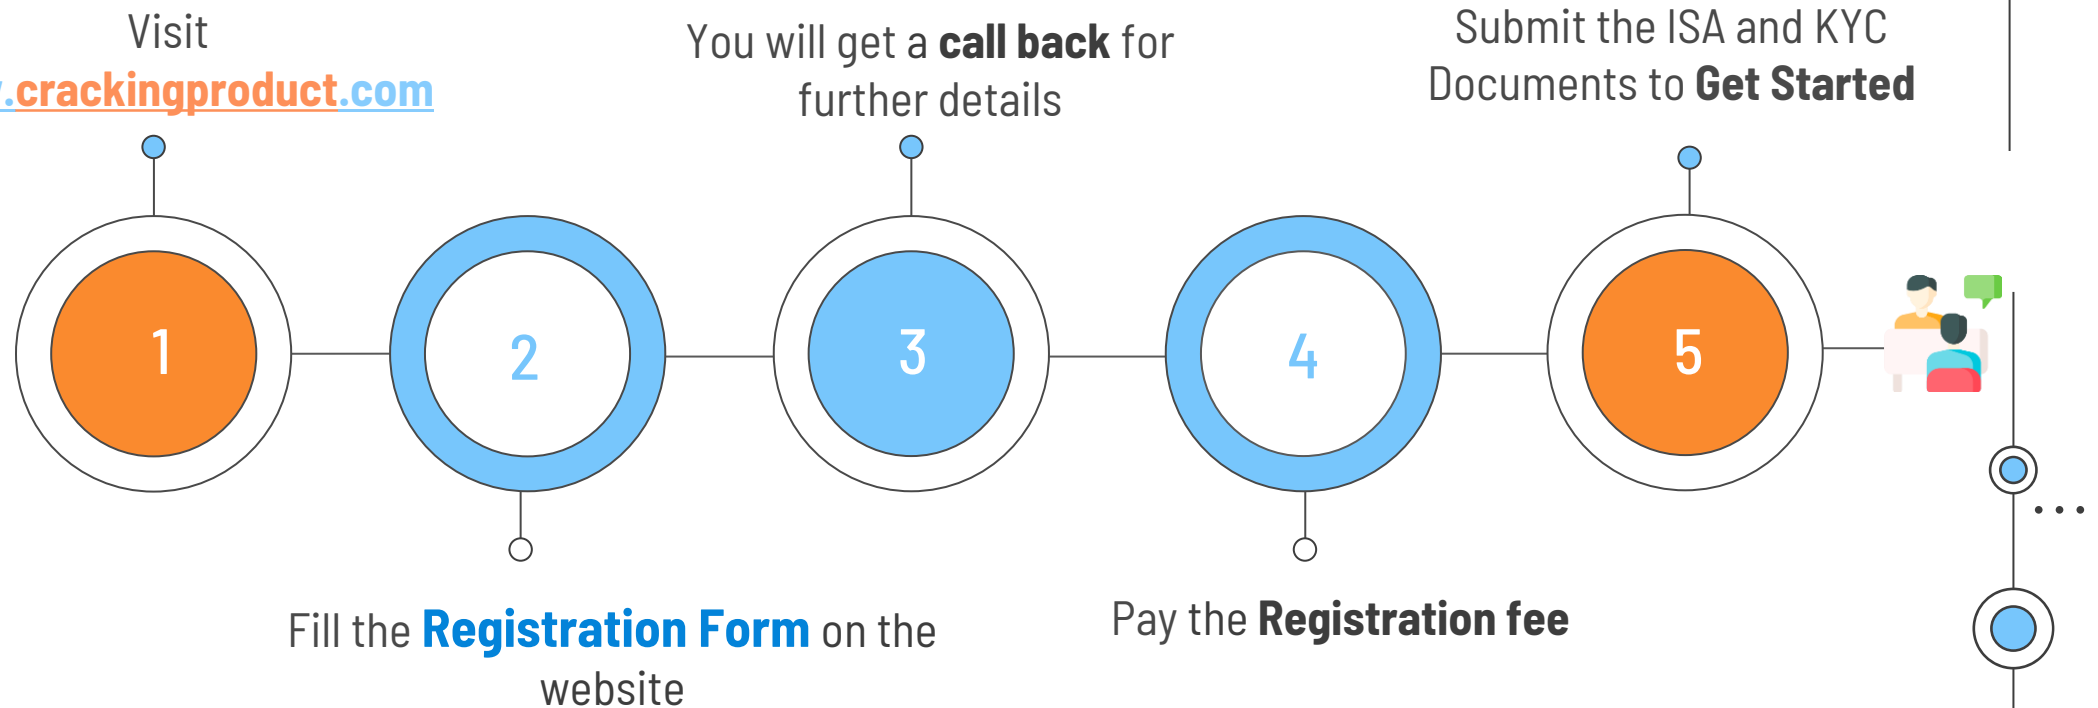 Visit
.crackingproduct.com
1
Fill the Registration Form on the
website
2
You will get a call back for
further details
3
Pay the Registration fee
4
Submit the ISA and KYC
Documents to Get Started
5